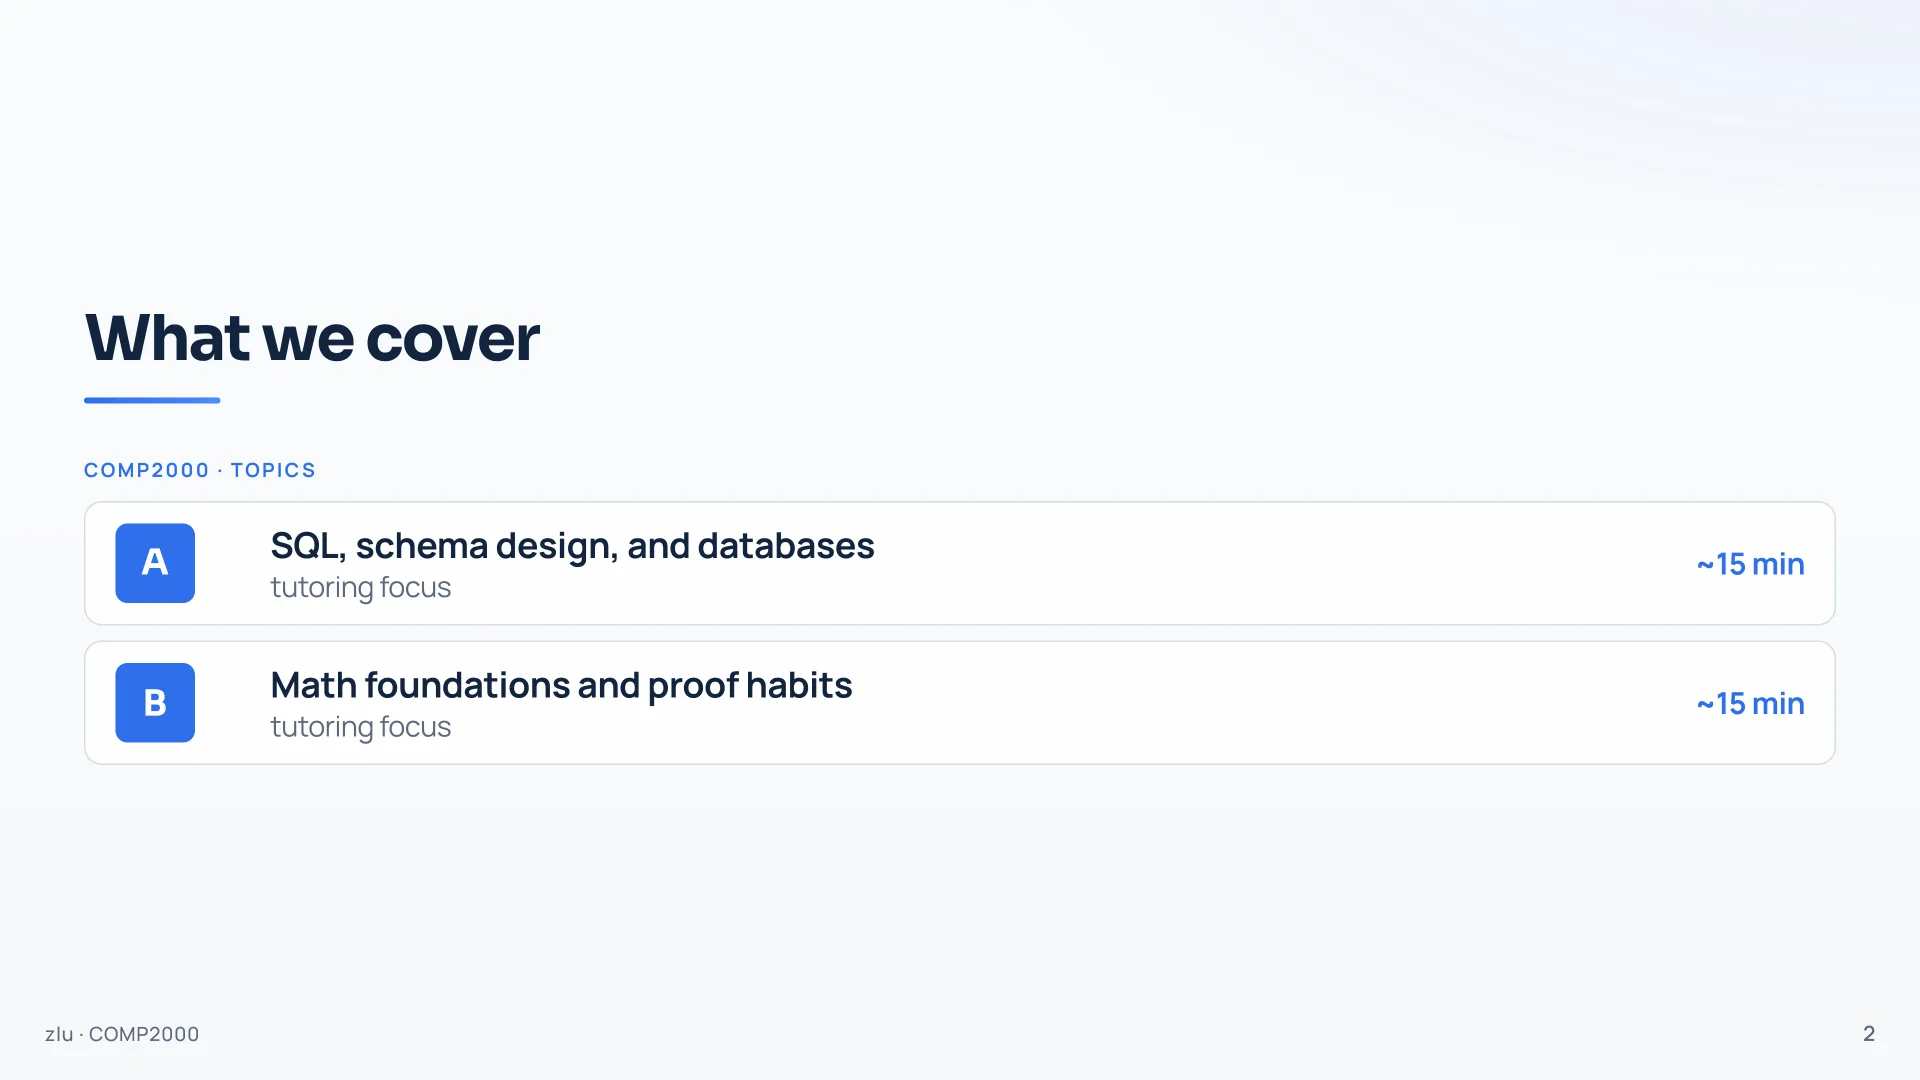 What we cover
COMP2000 · TOPICS
A
SQL, schema design, and databases
tutoring focus
~15 min
B
Math foundations and proof habits
tutoring focus
~15 min
zlu · COMP2000
2